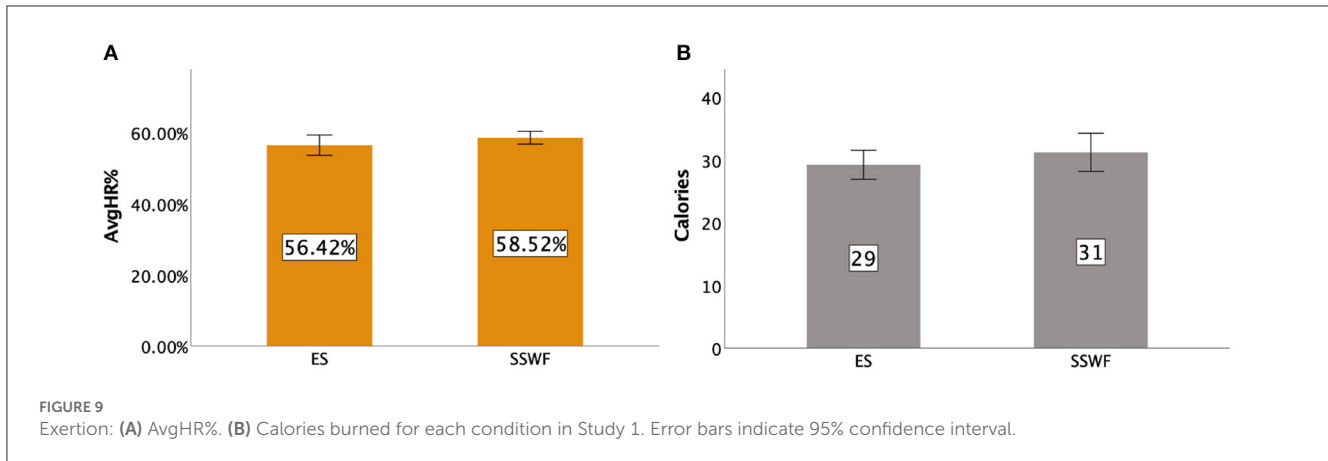 A
AvgHR%
60.00%
40.00%
20.00%
0.00%
56.42%
58.52%
ES
SSWF
B
Calories
40
30
20
10
0
29
31
ES
SSWF
FIGURE 9
Exertion: (A) AvgHR%. (B) Calories burned for each condition in Study 1. Error bars indicate 95% confidence interval.